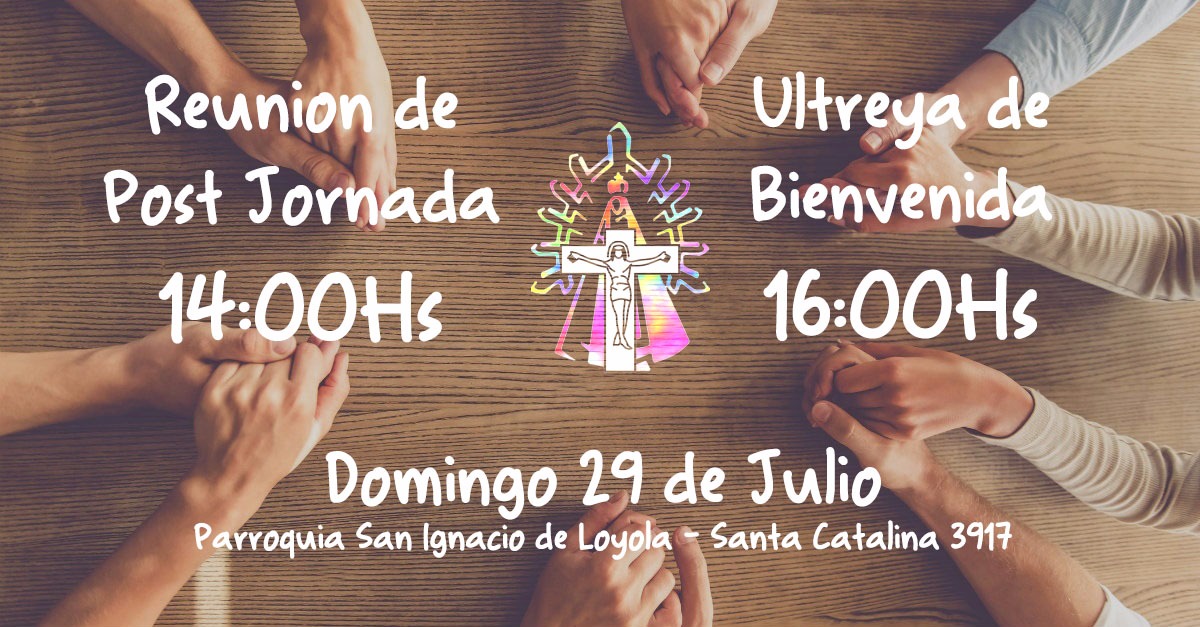 Reunion de
Post Jornada
14:00Hs
Ultreya de
Bienvenida
16:00Hs
Domingo 29 de Julio
Parroquia San Ignacio de Loyola - Santa Catalina 3917